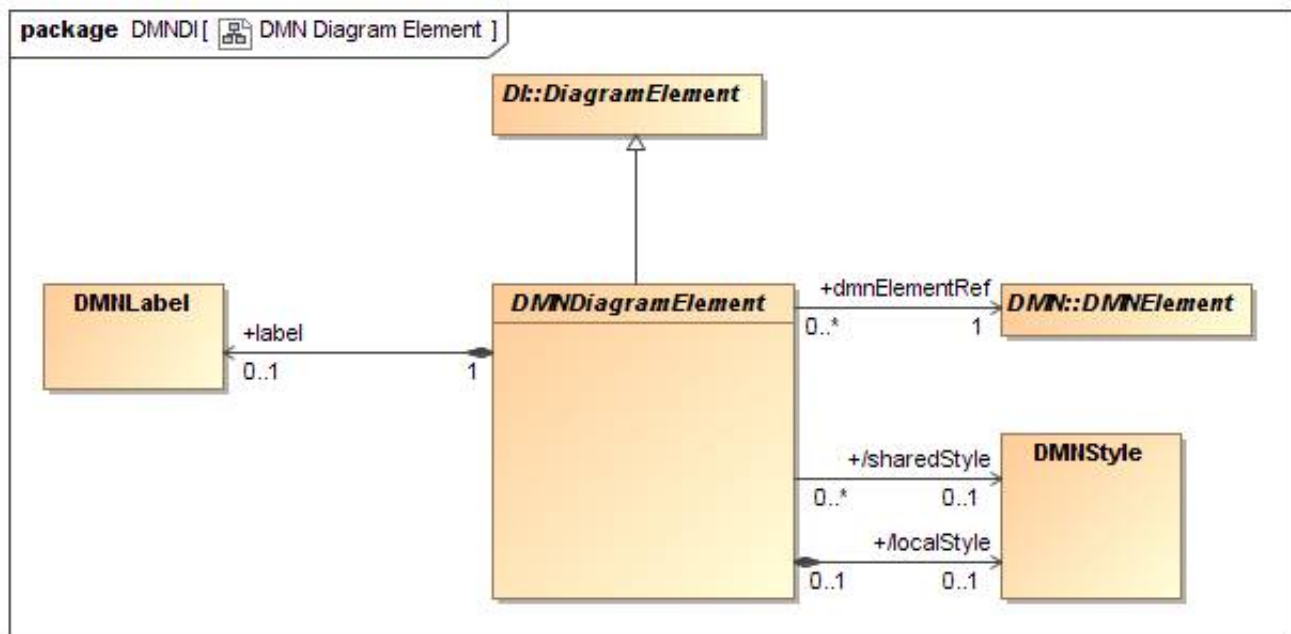 package DMNDI[ DMN Diagram Element ]
DI::DiagramElement
DMNLabel
+label
0..1
1
DMNDiagramElement
+dmnElementRef
0..*
1
DMN::DMNElement
+/sharedStyle
0..*
0..1
DMNStyle
+/localStyle
0..1
0..1